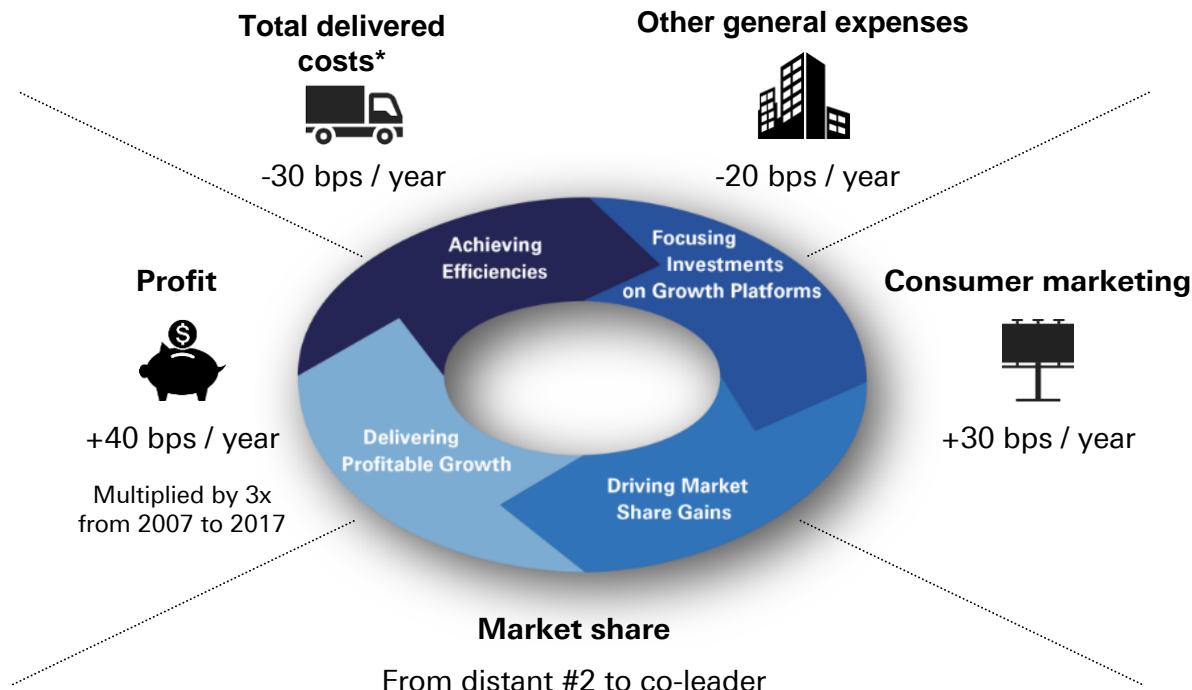 Total delivered
costs*
-30 bps / year
Other general expenses
-20 bps / year
Achieving
Efficiencies
Focusing
Investments
on Growth Platforms
Profit
$
+40 bps / year
Multiplied by 3x
from 2007 to 2017
Consumer marketing
+30 bps / year
Delivering
Profitable Growth
Driving Market
Share Gains
Market share
From distant #2 to co-leader